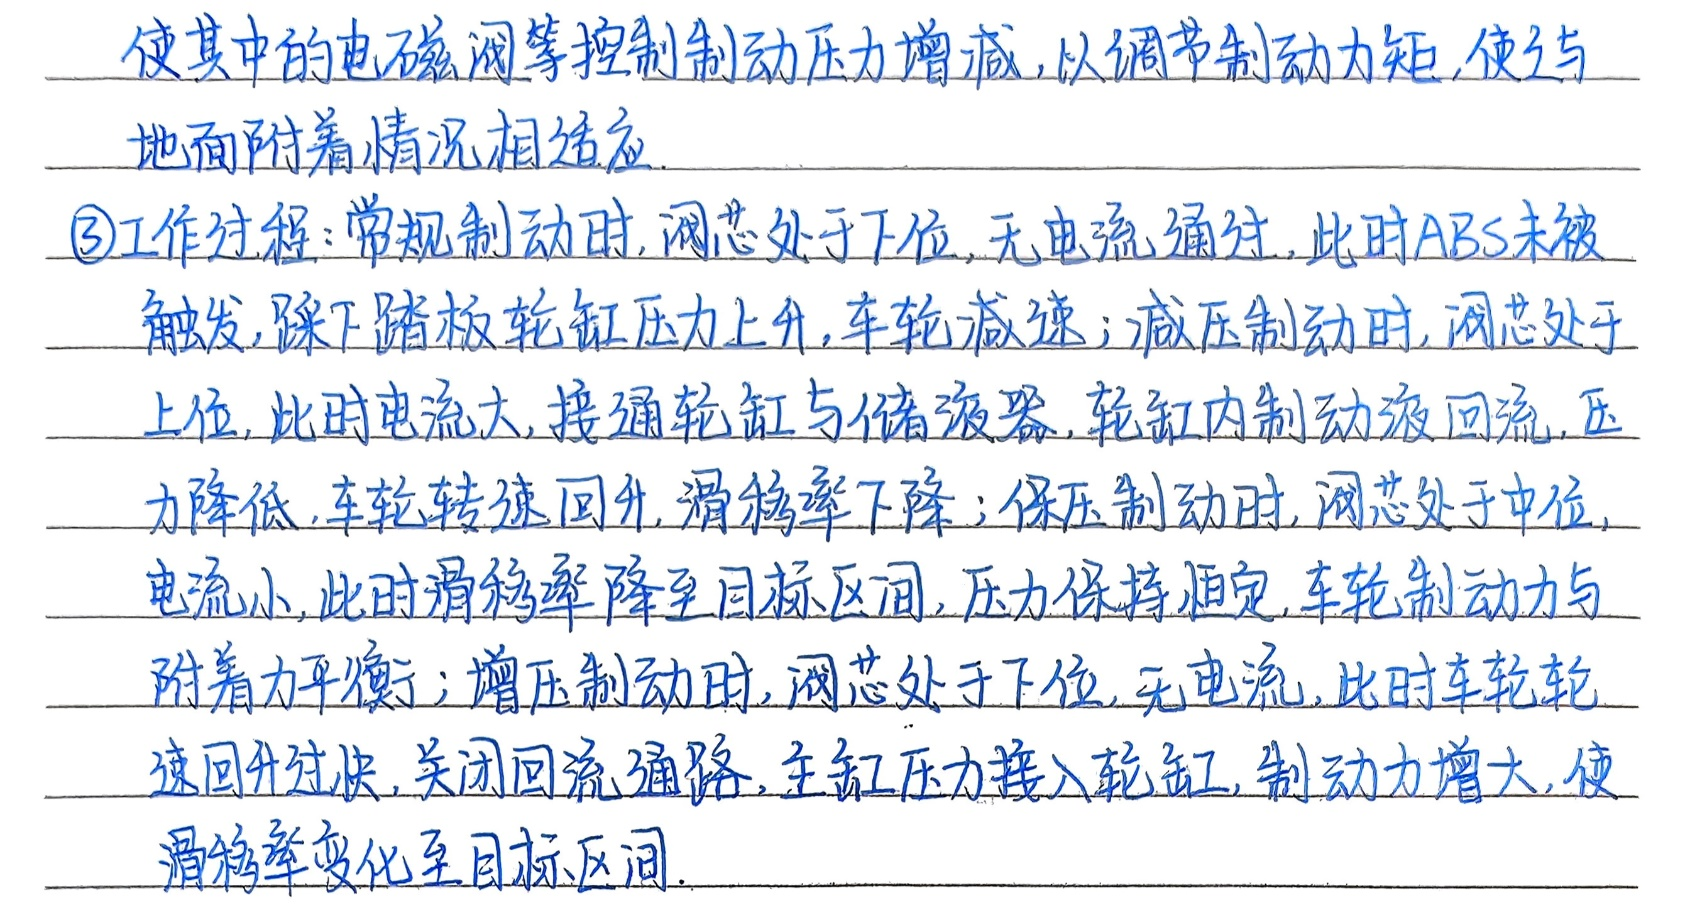 使其中的电磁阀等控制制动压力增减,以调节制动力矩,使之与
地面附着情况相适应.
③工作过程:常规制动时,阀芯处于下位,无电流通过,此时ABS未被
触发,踩下踏板轮缸压力上升,车轮减速;减压制动时,阀芯处于
上位,此时电流大,接通轮缸与储液器,轮缸内制动液回流,压
力降低,车轮转速回升,滑移率下降;保压制动时,阀芯处于中位,
电流小,此时滑移率降至目标区间,压力保持恒定,车轮制动力与
附着力平衡;增压制动时,阀芯处于下位,无电流,此时车轮轮
速回升过快,关闭回流通路,主缸压力接入轮缸,制动力增大,使
滑移率变化至目标区间.